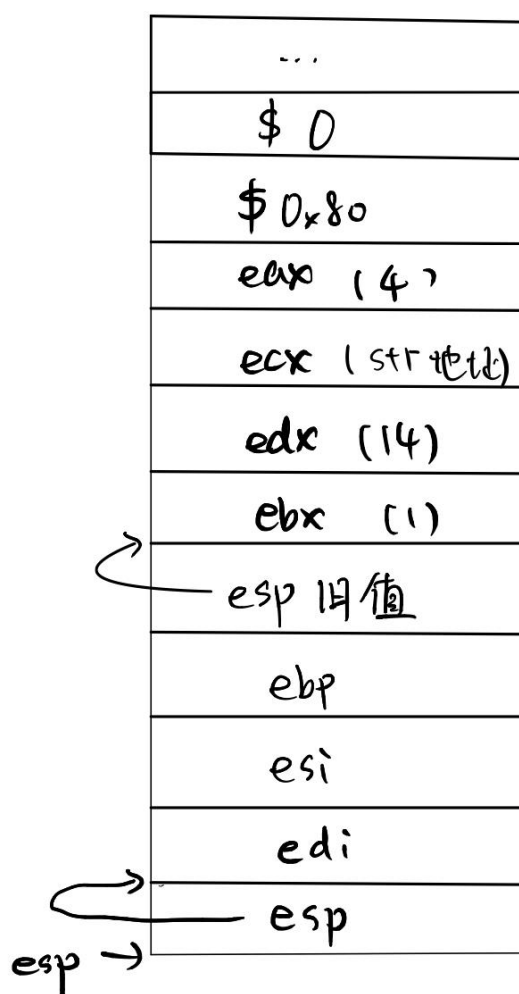 ...
$ 0
$ 0x80
eax (4)
ecx (str 地址)
edx (14)
ebx (1)
esp 旧值
ebp
esi
edi
esp
esp →